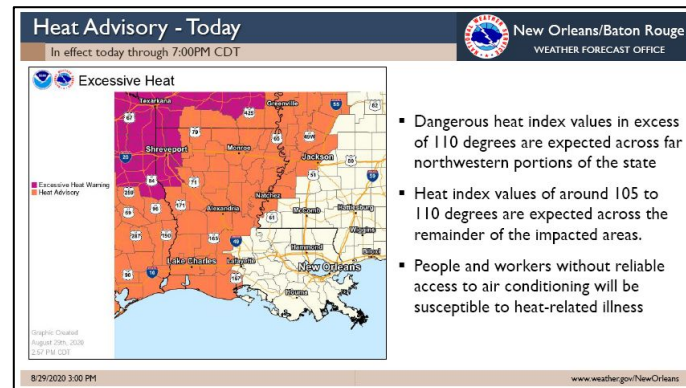 Heat Advisory - Today
In effect today through 7:00PM CDT
New Orleans/Baton Rouge
WEATHER FORECAST OFFICE
Excessive Heat
Excessive Heat Warning
Heat Advisory
Texarkana
Greenville
Shreveport
Monroe
Jackson
Natchez
Alexandria
McComb
Hattiesburg
Wiggins
Hammond
Biloxi
Lake Charles
Lafayette
New Orleans
Houma
Graphic Created
August 29th, 2020
2:57 PM CDT
▪ Dangerous heat index values in excess
of 110 degrees are expected across far
northwestern portions of the state
▪ Heat index values of around 105 to
110 degrees are expected across the
remainder of the impacted areas.
▪ People and workers without reliable
access to air conditioning will be
susceptible to heat-related illness
8/29/2020 3:00 PM
www.weather.gov/NewOrleans